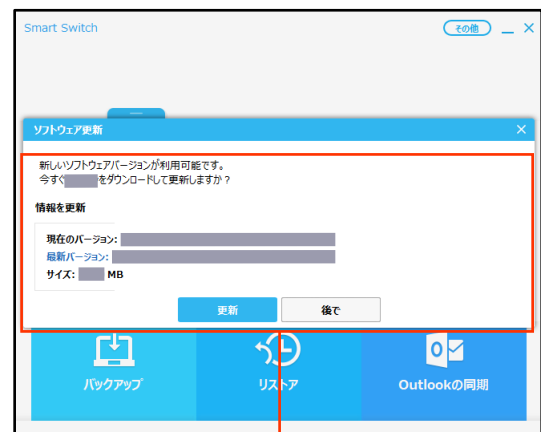 Smart Switch
その他
ソフトウェア更新
新しいソフトウェアバージョンが利用可能です。
今すぐ をダウンロードして更新しますか？
情報を更新
現在のバージョン:
最新バージョン:
サイズ: MB
更新 後で
バックアップ リストア Outlookの同期